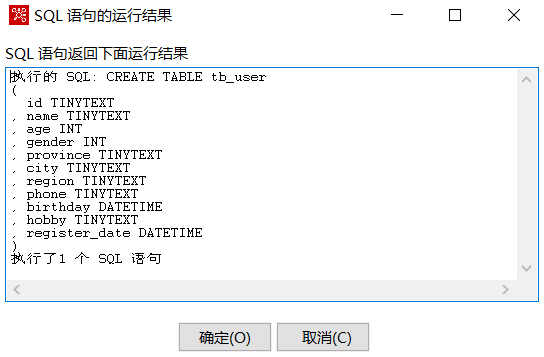 SQL 语句的运行结果
SQL 语句返回下面运行结果
执行的 SQL: CREATE TABLE tb_user
(
  id TINYTEXT
, name TINYTEXT
, age INT
, gender INT
, province TINYTEXT
, city TINYTEXT
, region TINYTEXT
, phone TINYTEXT
, birthday DATETIME
, hobby TINYTEXT
, register_date DATETIME
)
执行了1 个 SQL 语句
确定(O) 取消(C)